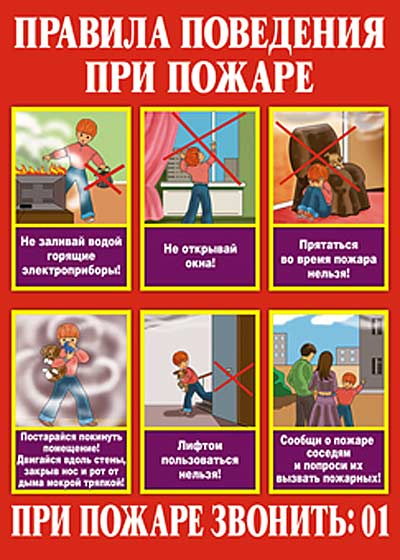 ПРАВИЛА ПОВЕДЕНИЯ
ПРИ ПОЖАРЕ
Не заливай водой
горящие
электроприборы!
Не открывай
окна!
Прятаться
во время пожара
нельзя!
Постарайся покинуть
помещение!
Двигайся вдоль стены,
закрыв нос и рот от
дыма мокрой тряпкой!
Лифтом
пользоваться
нельзя!
Сообщи о пожаре
соседям
и попроси их
вызвать пожарных!
ПРИ ПОЖАРЕ ЗВОНИТЬ: 01